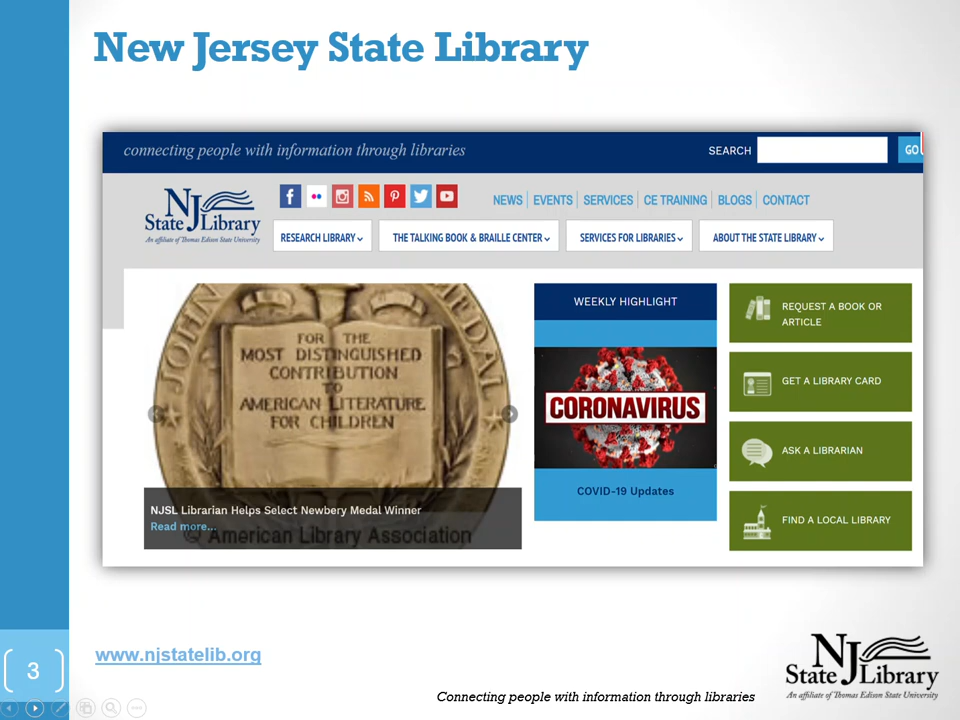 New Jersey State Library
connecting people with information through libraries
SEARCH
GO
NJ
State Library
An affiliate of Thomas Edison State University
NEWS EVENTS SERVICES CE TRAINING BLOGS CONTACT
RESEARCH LIBRARY THE TALKING BOOK & BRAILLE CENTER SERVICES FOR LIBRARIES ABOUT THE STATE LIBRARY
JOHN MEDAL
FOR THE
MOST DISTINGUISHED
CONTRIBUTION
TO
AMERICAN LITERATURE
FOR CHILDREN
NJSL Librarian Helps Select Newbery Medal Winner
Read more...
© American Library Association
WEEKLY HIGHLIGHT
CORONAVIRUS
COVID-19 Updates
REQUEST A BOOK OR
ARTICLE
GET A LIBRARY CARD
ASK A LIBRARIAN
FIND A LOCAL LIBRARY
www.njstatelib.org
3
Connecting people with information through libraries
NJ
State Library
An affiliate of Thomas Edison State University